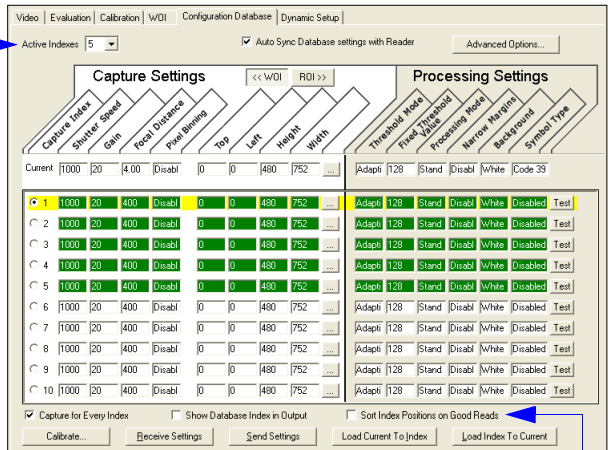 Video Evaluation Calibration WOI Configuration Database Dynamic Setup
Active Indexes 5 Auto Sync Database settings with Reader Advanced Options...
Capture Settings << WOI ROI >> Processing Settings
Capture Index Shutter Speed Gain Focal Distance Pixel Binning Top Left Height Width Threshold Mode Fixed Threshold Value Processing Mode Narrow Margins Background Symbol Type
Current 1000 20 4.00 Disabl 0 0 480 752 ... Adapti 128 Stand Disabl White Code 39
1 1000 20 400 Disabl 0 0 480 752 ... Adapti 128 Stand Disabl White Disabled Test
2 1000 20 400 Disabl 0 0 480 752 ... Adapti 128 Stand Disabl White Disabled Test
3 1000 20 400 Disabl 0 0 480 752 ... Adapti 128 Stand Disabl White Disabled Test
4 1000 20 400 Disabl 0 0 480 752 ... Adapti 128 Stand Disabl White Disabled Test
5 1000 20 400 Disabl 0 0 480 752 ... Adapti 128 Stand Disabl White Disabled Test
6 1000 20 400 Disabl 0 0 480 752 ... Adapti 128 Stand Disabl White Disabled Test
7 1000 20 400 Disabl 0 0 480 752 ... Adapti 128 Stand Disabl White Disabled Test
8 1000 20 400 Disabl 0 0 480 752 ... Adapti 128 Stand Disabl White Disabled Test
9 1000 20 400 Disabl 0 0 480 752 ... Adapti 128 Stand Disabl White Disabled Test
10 1000 20 400 Disabl 0 0 480 752 ... Adapti 128 Stand Disabl White Disabled Test
Capture for Every Index Show Database Index in Output Sort Index Positions on Good Reads
Calibrate... Receive Settings Send Settings Load Current To Index Load Index To Current